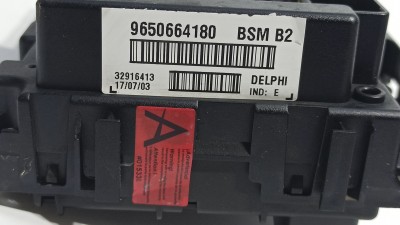 9650664180 BSM B2
32916413 DELPHI
17/07/03 IND: E
A